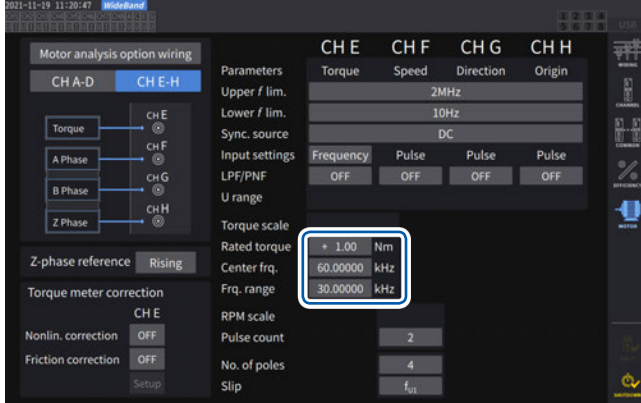 2021-11-19 11:20:47 WideBand
USB
Motor analysis option wiring
CH A-D CH E-H
Torque CH E
A Phase CH F
B Phase CH G
Z Phase CH H
Z-phase reference Rising
Torque meter correction
CH E
Nonlin. correction OFF
Friction correction OFF
Setup
CH E CH F CH G CH H
Parameters Torque Speed Direction Origin
Upper f lim. 2MHz
Lower f lim. 10Hz
Sync. source DC
Input settings Frequency Pulse Pulse Pulse
LPF/PNF OFF OFF OFF OFF
U range
Torque scale
Rated torque + 1.00 Nm
Center frq. 60.00000 kHz
Frq. range 30.00000 kHz
RPM scale
Pulse count 2
No. of poles 4
Slip fU1
WIRING
CHANNEL
COMMON
EFFICIENCY
MOTOR
SHUTDOWN